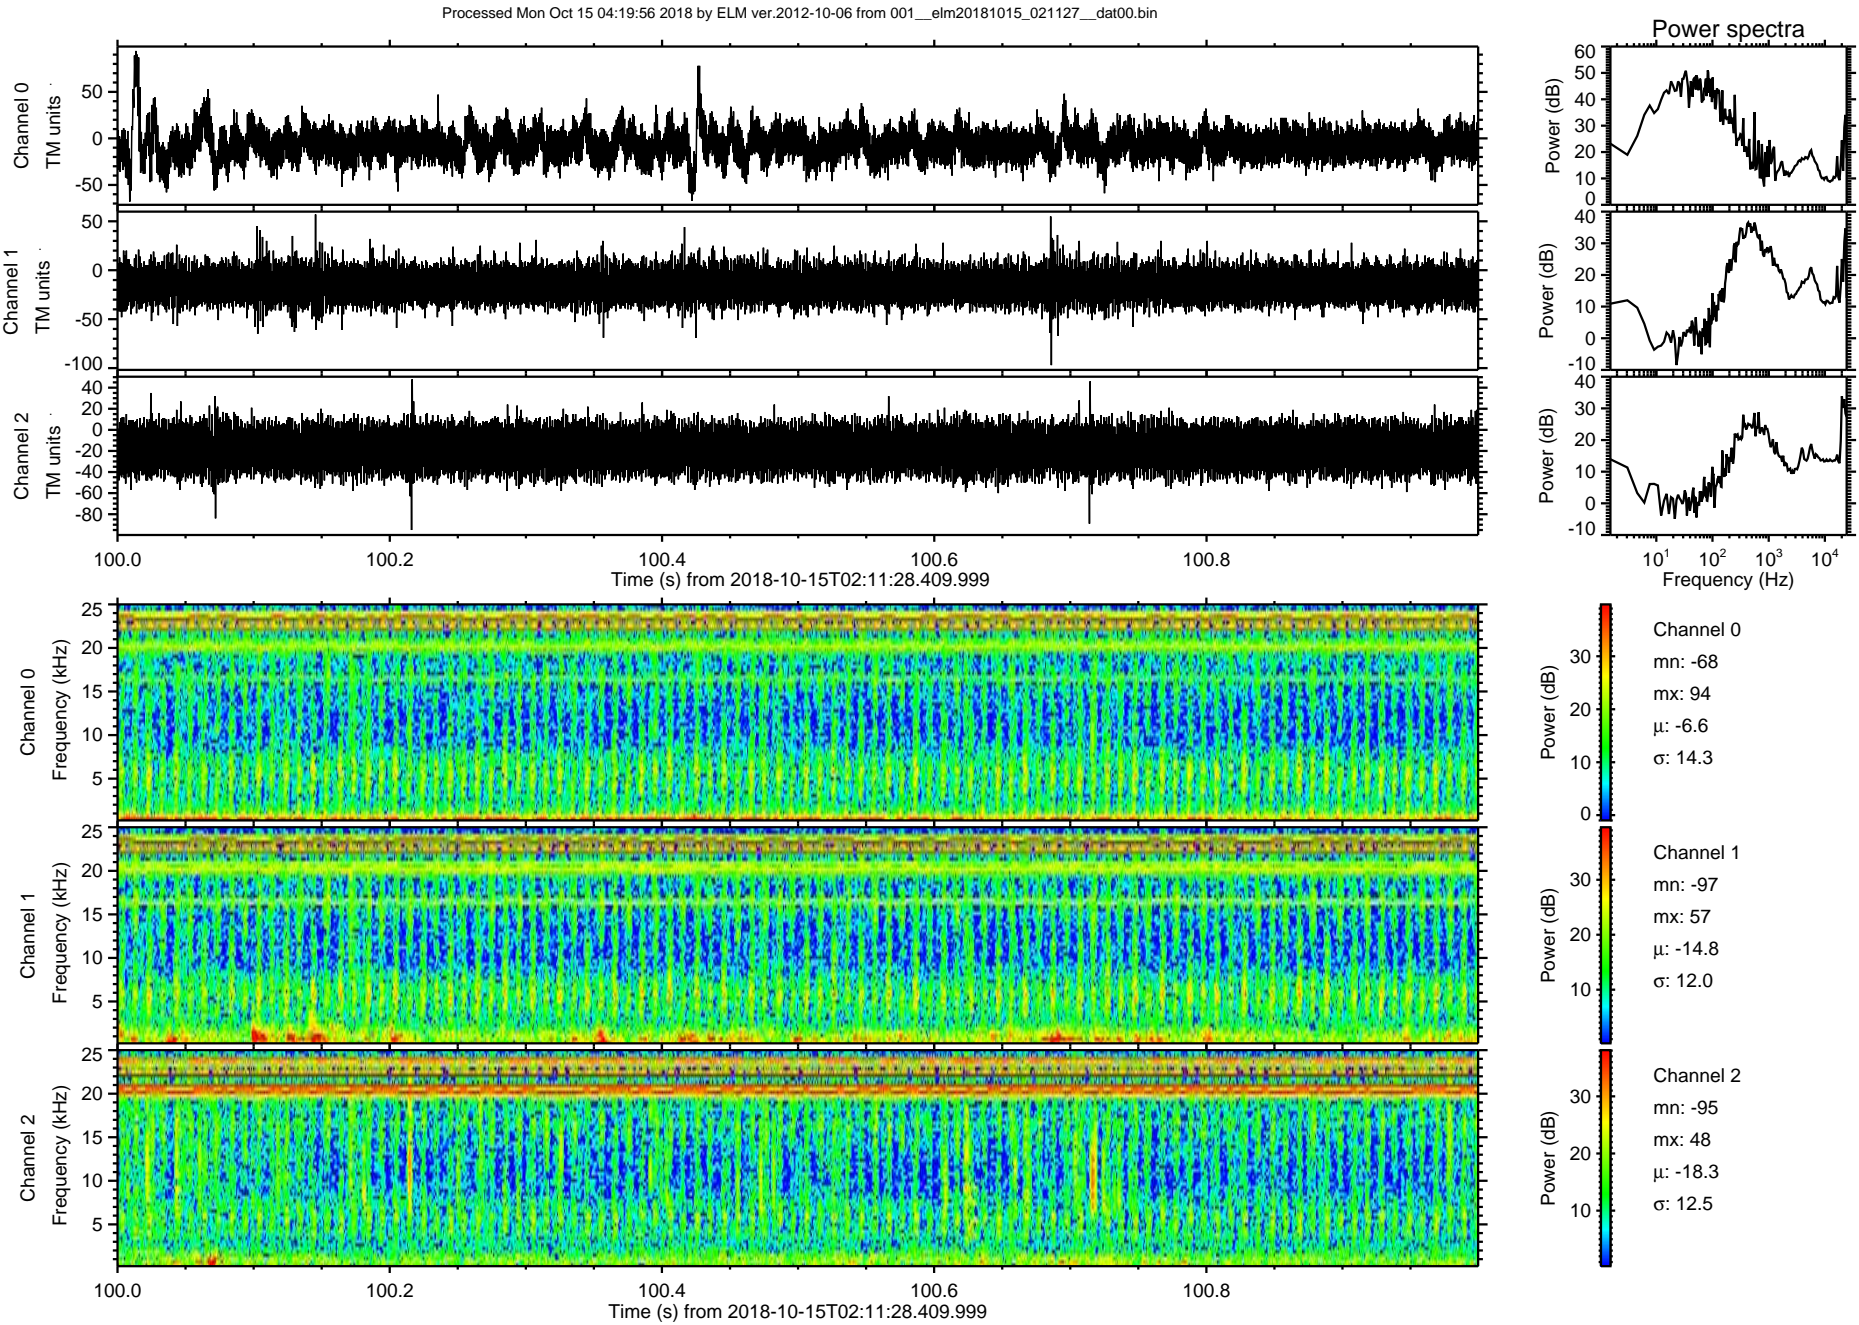 Processed Mon Oct 15 04:19:56 2018 by ELM ver.2012-10-06 from 001__elm20181015_021127__dat00.bin
Power spectra
Channel 0
TM units
50
0
-50
Power (dB)
60
50
40
30
20
10
0
Channel 1
TM units
50
0
-50
-100
Power (dB)
40
30
20
10
0
-10
Channel 2
TM units
40
20
0
-20
-40
-60
-80
Power (dB)
40
30
20
10
0
-10
100.0 100.2 100.4 100.6 100.8
Time (s) from 2018-10-15T02:11:28.409.999
10¹ 10² 10³ 10⁴
Frequency (Hz)
Channel 0
Frequency (kHz)
25
20
15
10
5
Power (dB)
30
20
10
0
Channel 0
mn: -68
mx: 94
μ: -6.6
σ: 14.3
Channel 1
Frequency (kHz)
25
20
15
10
5
Power (dB)
30
20
10
Channel 1
mn: -97
mx: 57
μ: -14.8
σ: 12.0
Channel 2
Frequency (kHz)
25
20
15
10
5
Power (dB)
30
20
10
Channel 2
mn: -95
mx: 48
μ: -18.3
σ: 12.5
100.0 100.2 100.4 100.6 100.8
Time (s) from 2018-10-15T02:11:28.409.999